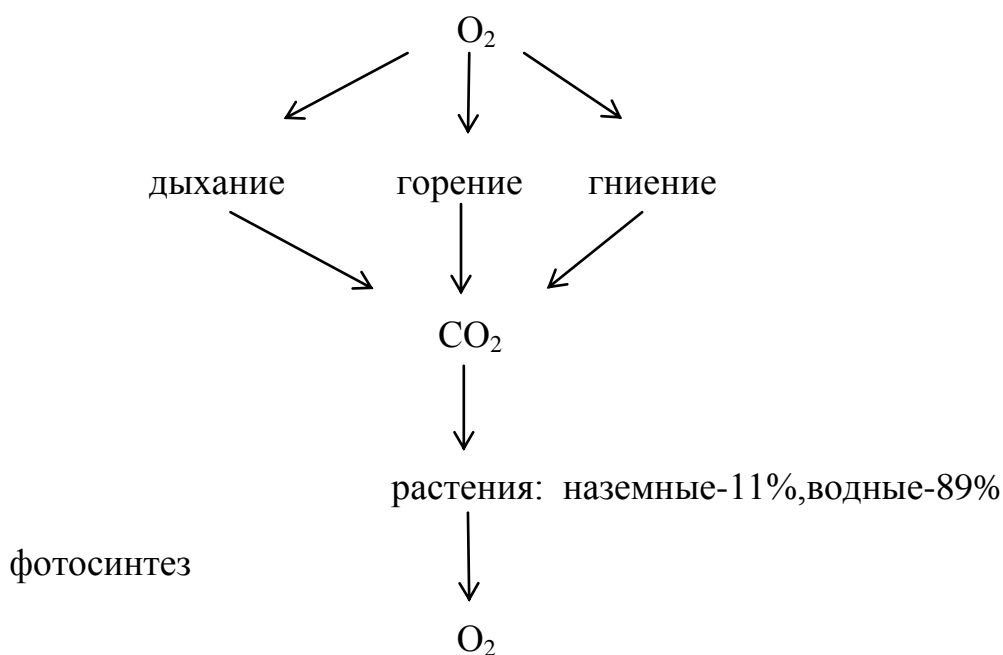 O₂
дыхание горение гниение
CO₂
растения: наземные-11%,водные-89%
фотосинтез
O₂